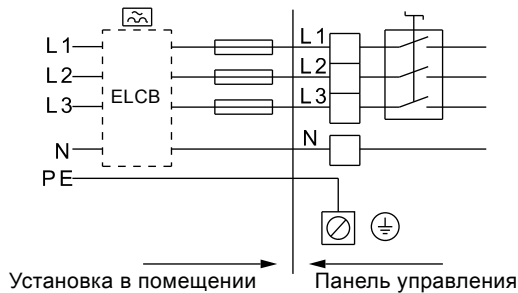 L1
L2
L3
N
PE
ELCB
L1
L2
L3
N
Установка в помещении
Панель управления